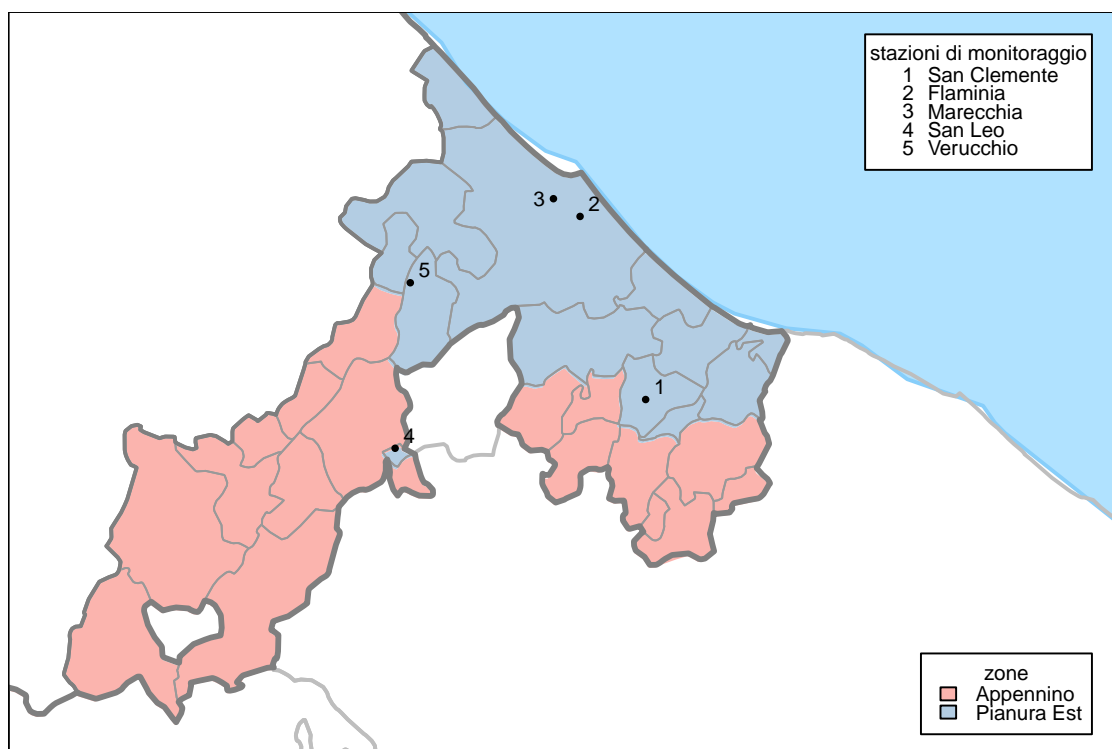 stazioni di monitoraggio
1 San Clemente
2 Flaminia
3 Marecchia
4 San Leo
5 Verucchio
3
2
5
1
4
zone
Appennino
Pianura Est